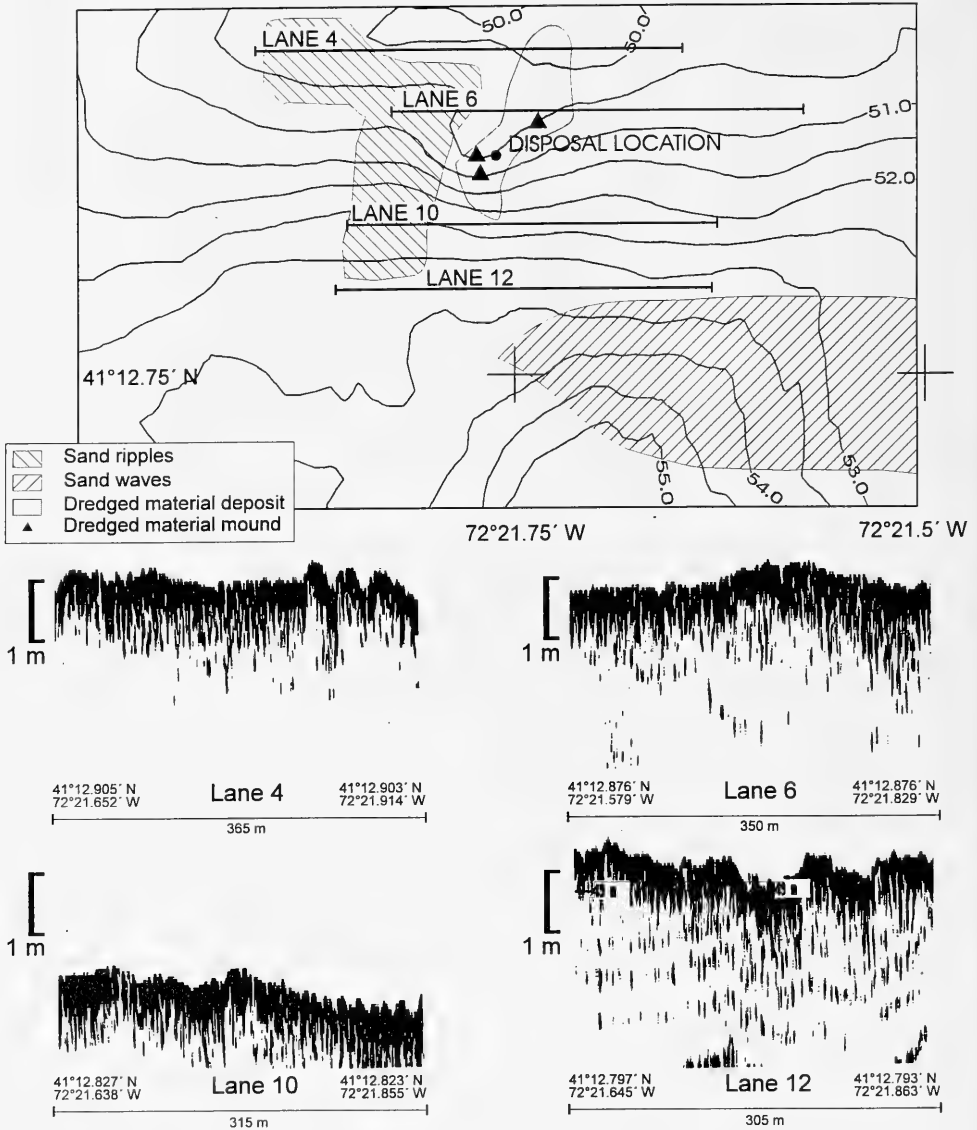 50.0
50.0
51.0
52.0
53.0
54.0
55.0
LANE 4
LANE 6
DISPOSAL LOCATION
LANE 10
LANE 12
41°12.75´ N
Sand ripples
Sand waves
Dredged material deposit
Dredged material mound
72°21.75´ W
72°21.5´ W
1 m
1 m
41°12.905´ N
72°21.652´ W
Lane 4
41°12.903´ N
72°21.914´ W
365 m
41°12.876´ N
72°21.579´ W
Lane 6
41°12.876´ N
72°21.829´ W
350 m
1 m
1 m
41°12.827´ N
72°21.638´ W
Lane 10
41°12.823´ N
72°21.855´ W
315 m
41°12.797´ N
72°21.645´ W
Lane 12
41°12.793´ N
72°21.863´ W
305 m